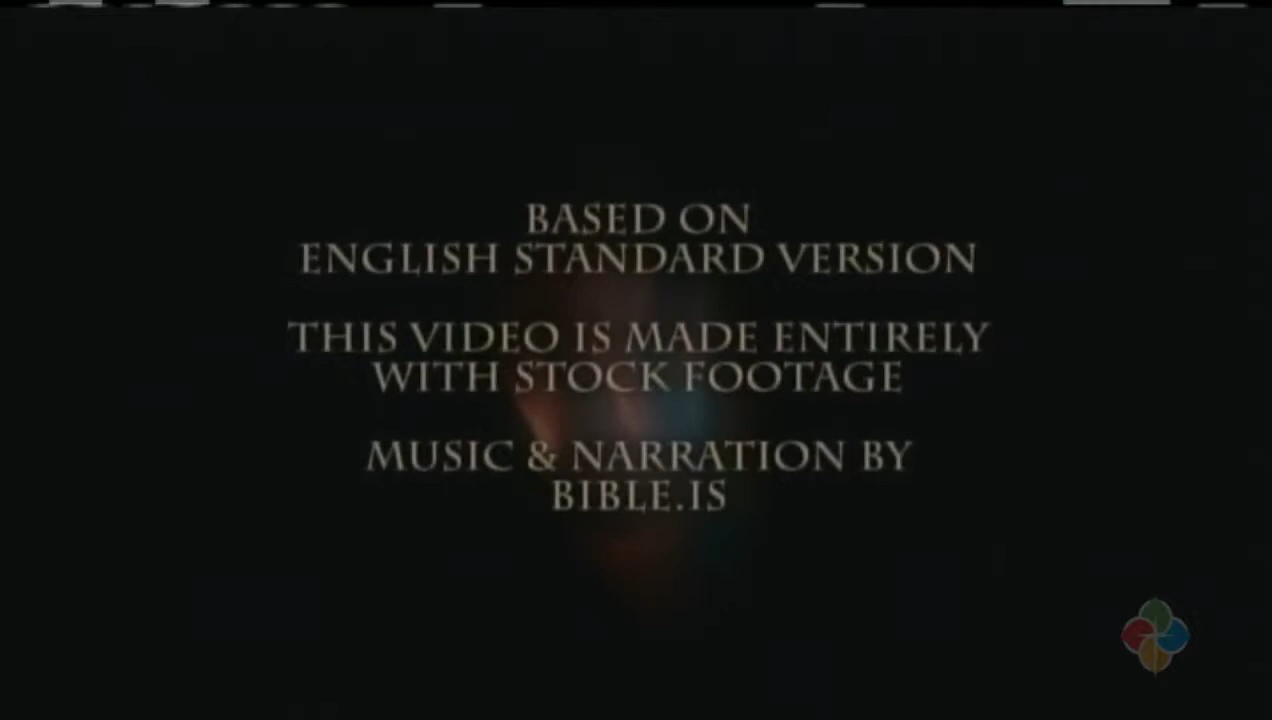 BASED ON
ENGLISH STANDARD VERSION
THIS VIDEO IS MADE ENTIRELY
WITH STOCK FOOTAGE
MUSIC & NARRATION BY
BIBLE.IS